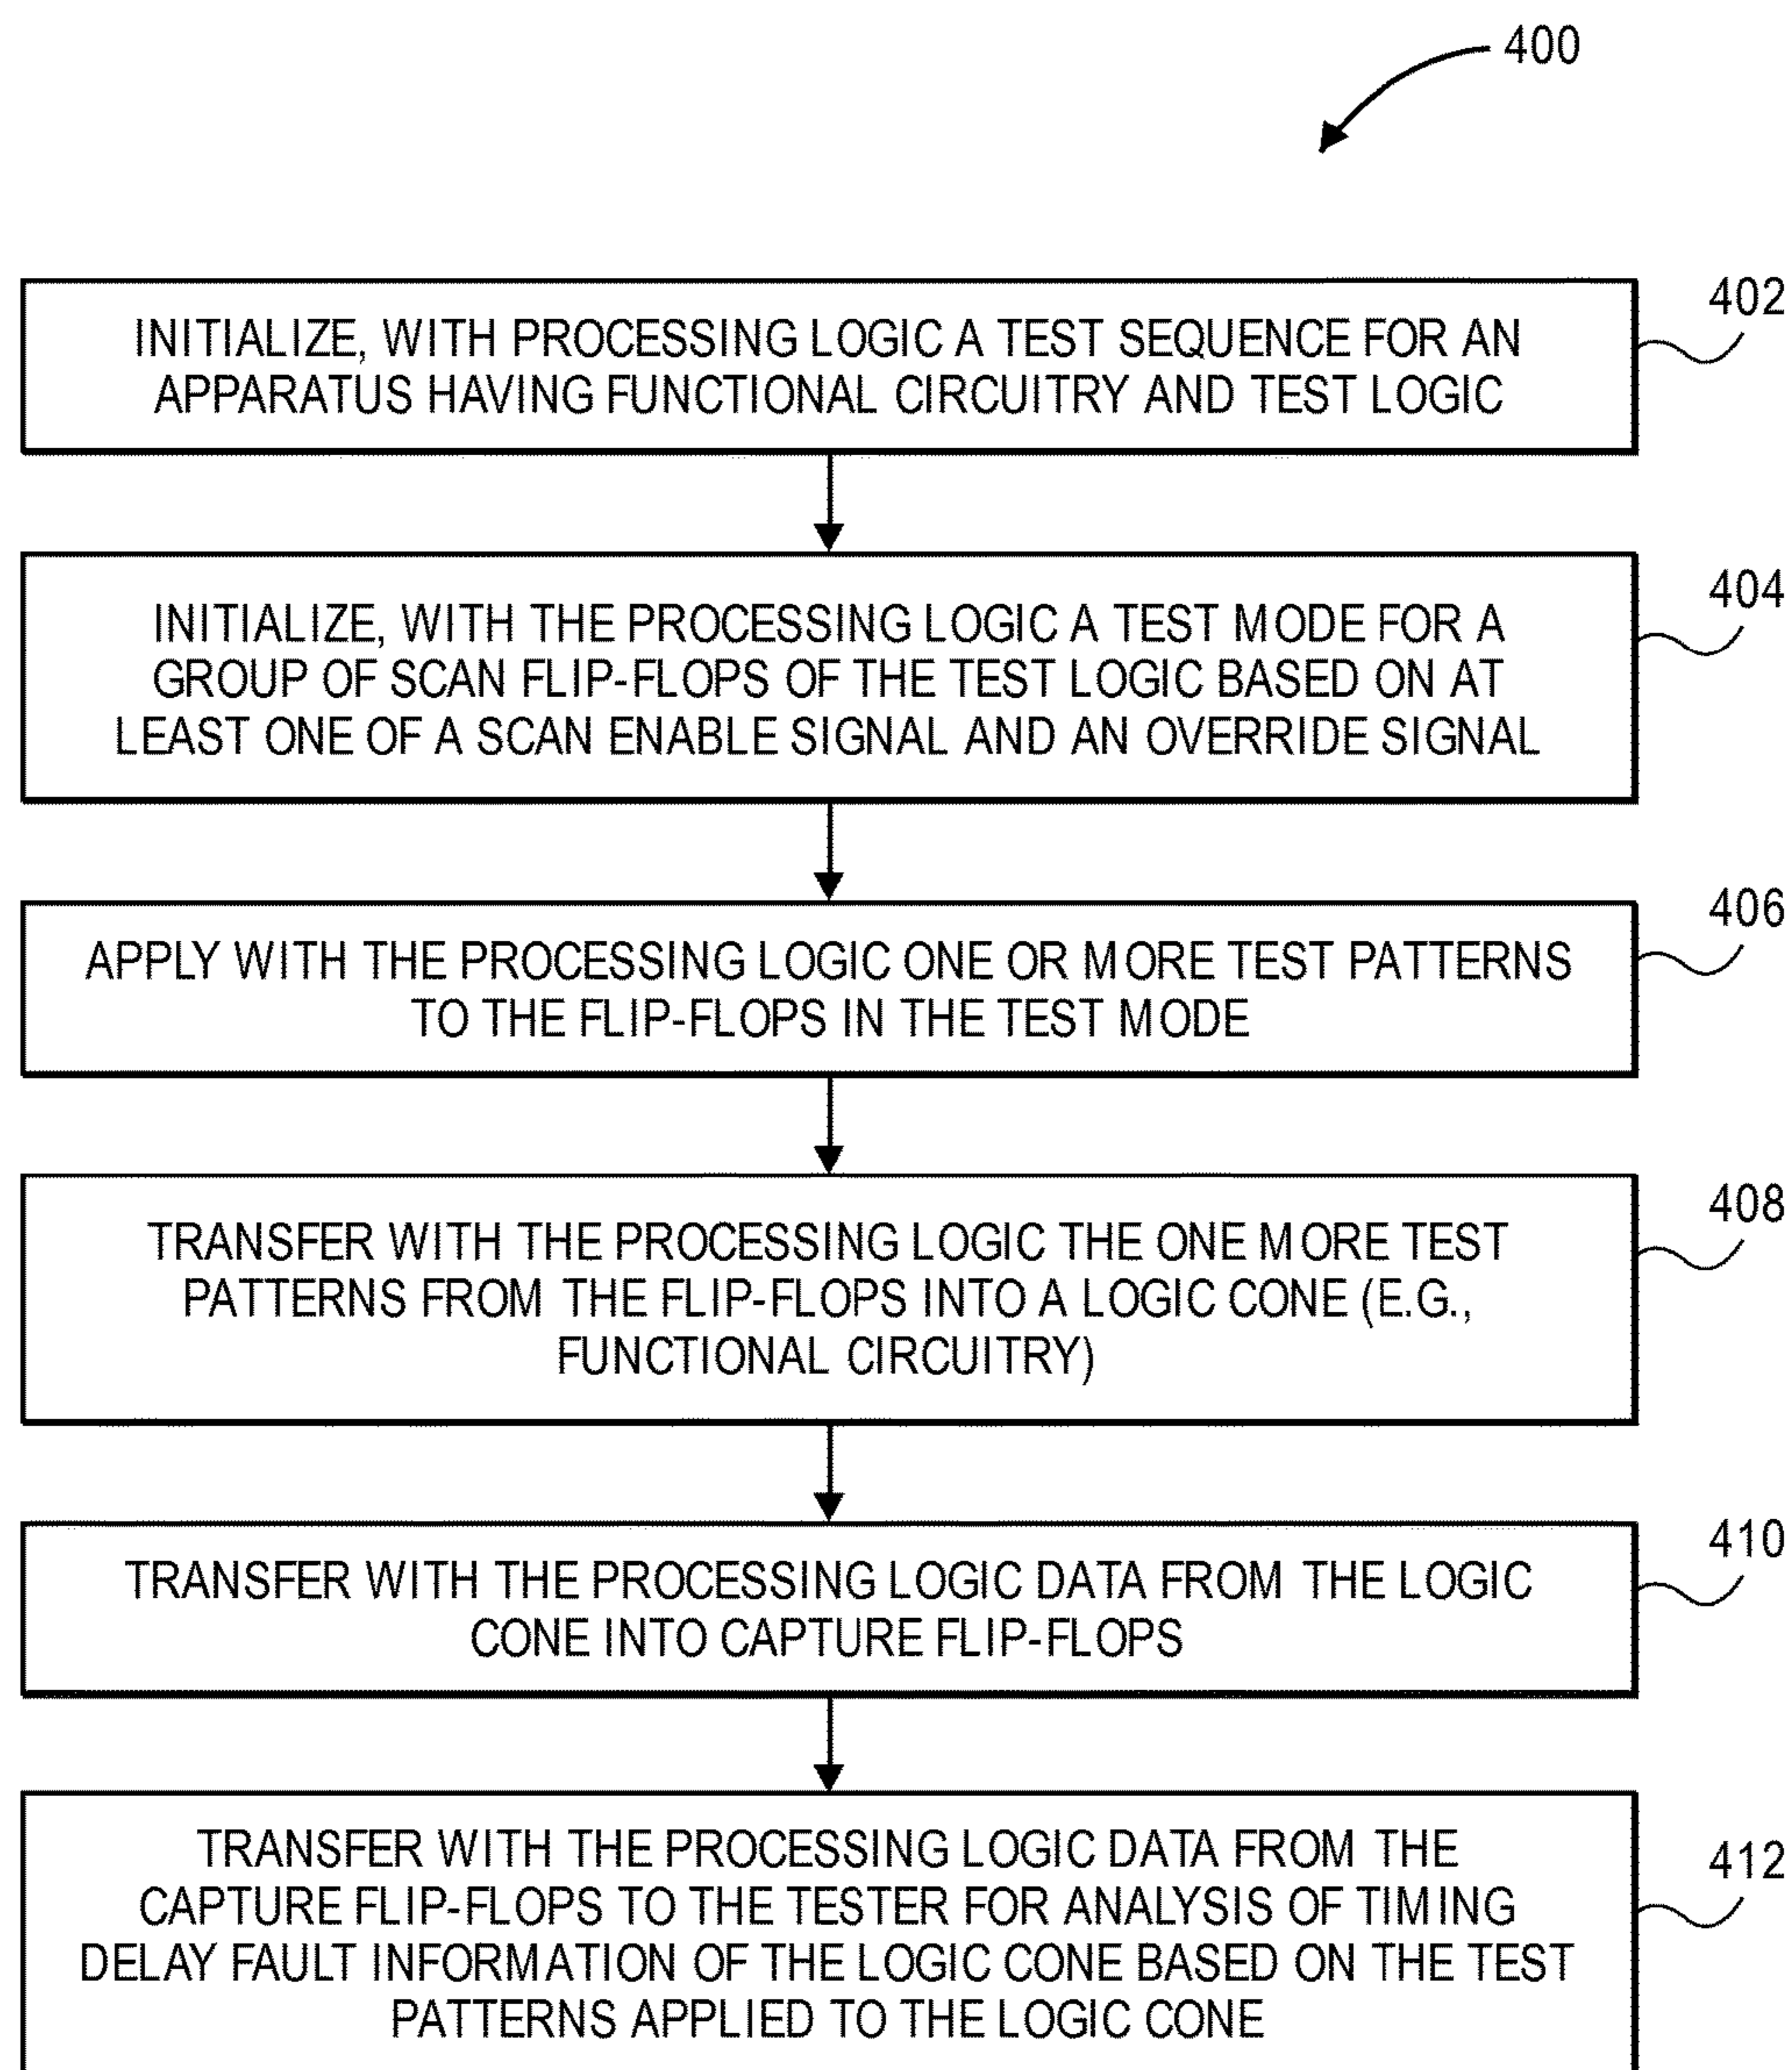 400
402
INITIALIZE, WITH PROCESSING LOGIC A TEST SEQUENCE FOR AN
APPARATUS HAVING FUNCTIONAL CIRCUITRY AND TEST LOGIC
404
INITIALIZE, WITH THE PROCESSING LOGIC A TEST MODE FOR A
GROUP OF SCAN FLIP-FLOPS OF THE TEST LOGIC BASED ON AT
LEAST ONE OF A SCAN ENABLE SIGNAL AND AN OVERRIDE SIGNAL
406
APPLY WITH THE PROCESSING LOGIC ONE OR MORE TEST PATTERNS
TO THE FLIP-FLOPS IN THE TEST MODE
408
TRANSFER WITH THE PROCESSING LOGIC THE ONE MORE TEST
PATTERNS FROM THE FLIP-FLOPS INTO A LOGIC CONE (E.G.,
FUNCTIONAL CIRCUITRY)
410
TRANSFER WITH THE PROCESSING LOGIC DATA FROM THE LOGIC
CONE INTO CAPTURE FLIP-FLOPS
412
TRANSFER WITH THE PROCESSING LOGIC DATA FROM THE
CAPTURE FLIP-FLOPS TO THE TESTER FOR ANALYSIS OF TIMING
DELAY FAULT INFORMATION OF THE LOGIC CONE BASED ON THE TEST
PATTERNS APPLIED TO THE LOGIC CONE